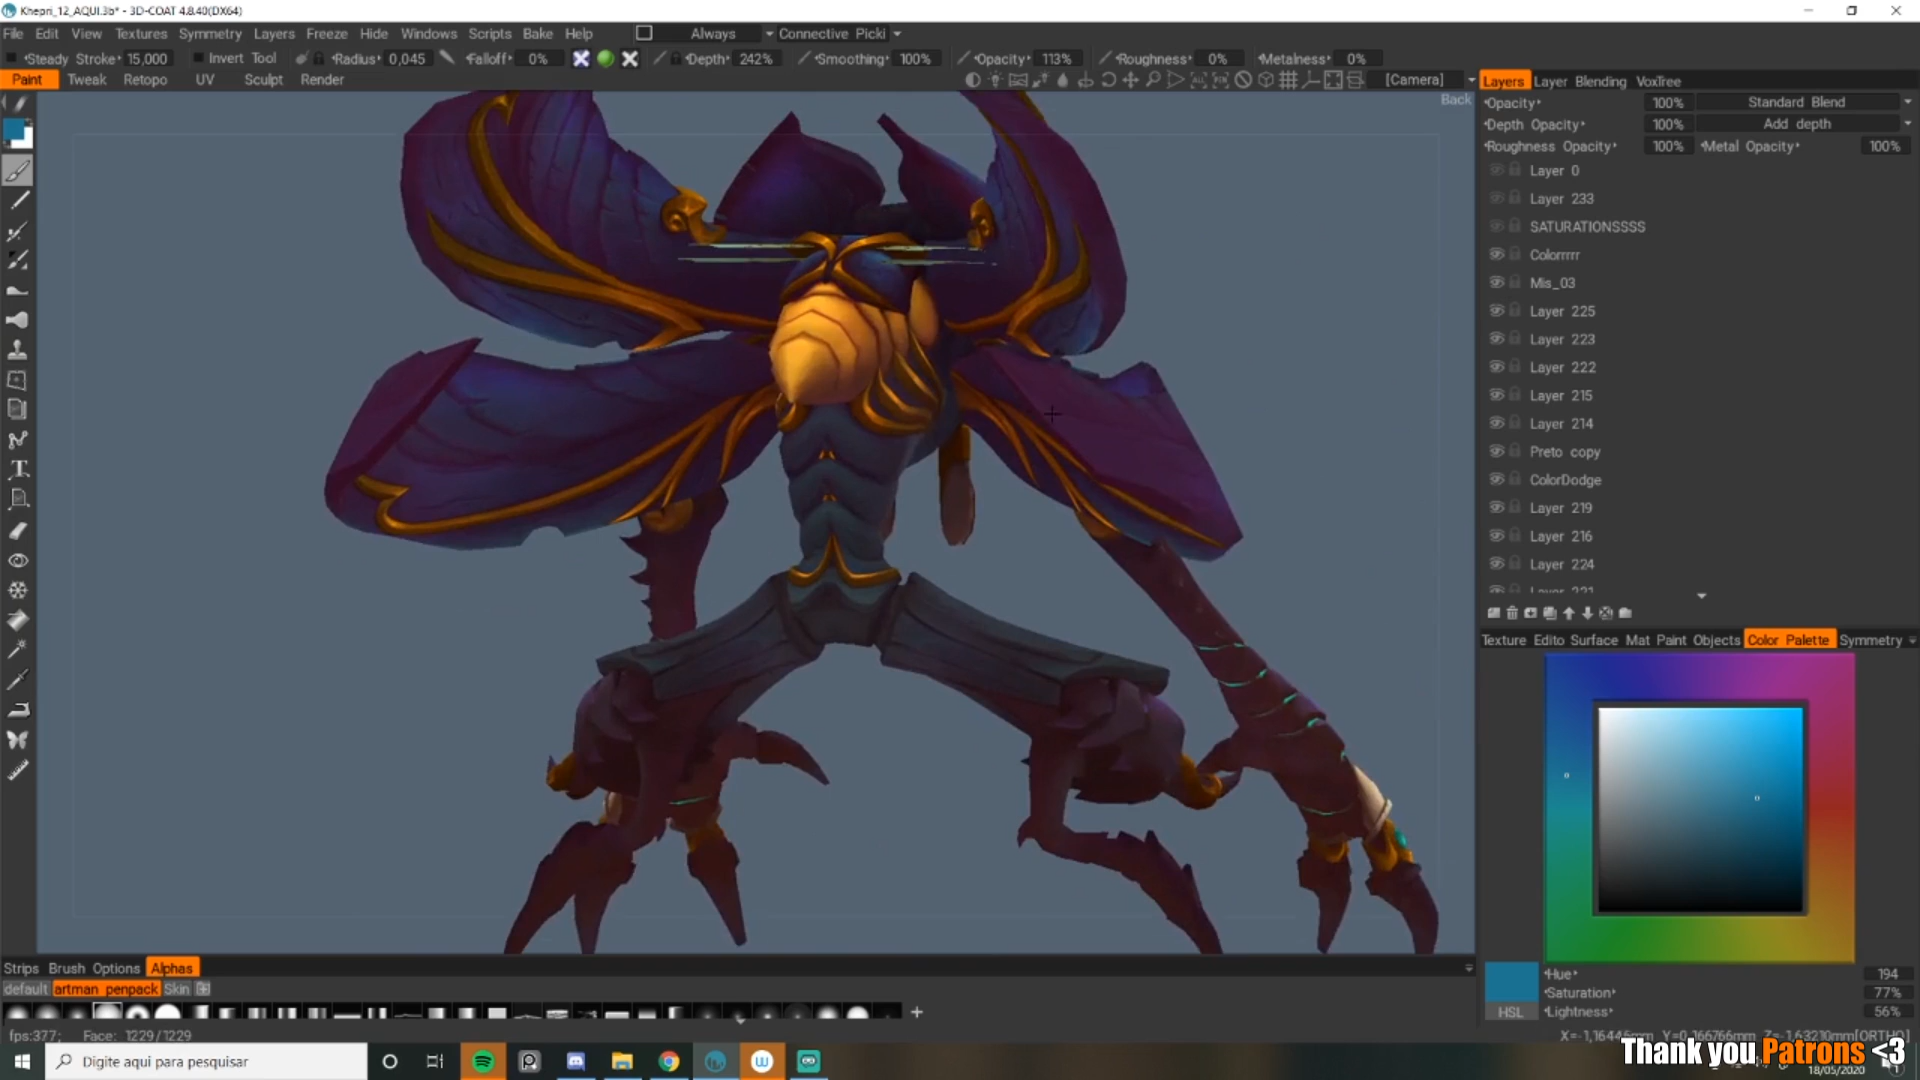 Khepri_12_AQUI.3b* - 3D-COAT 4.8.40(DX64)
File Edit View Textures Symmetry Layers Freeze Hide Windows Scripts Bake Help Always Connective Picki
Steady Stroke 15,000 Invert Tool Radius 0,045 Falloff 0% Depth 242% Smoothing 100% Opacity 113% Roughness 0% Metalness 0%
Paint Tweak Retopo UV Sculpt Render [Camera] Layers Layer Blending VoxTree
Back
Opacity 100% Standard Blend
Depth Opacity 100% Add depth
Roughness Opacity 100% Metal Opacity 100%
Layer 0
Layer 233
SATURATIONSSSS
Colorrrrr
Mis_03
Layer 225
Layer 223
Layer 222
Layer 215
Layer 214
Preto copy
ColorDodge
Layer 219
Layer 216
Layer 224
Layer 221
Texture Edito Surface Mat Paint Objects Color Palette Symmetry
Hue 194
Saturation 77%
HSL Lightness 56%
Strips Brush Options Alphas
default artman penpack Skin
fps:377; Face: 1229/1229
Z=-1,63210mm[ORTHO]
Digite aqui para pesquisar
Thank you Patrons <3
18/05/2020